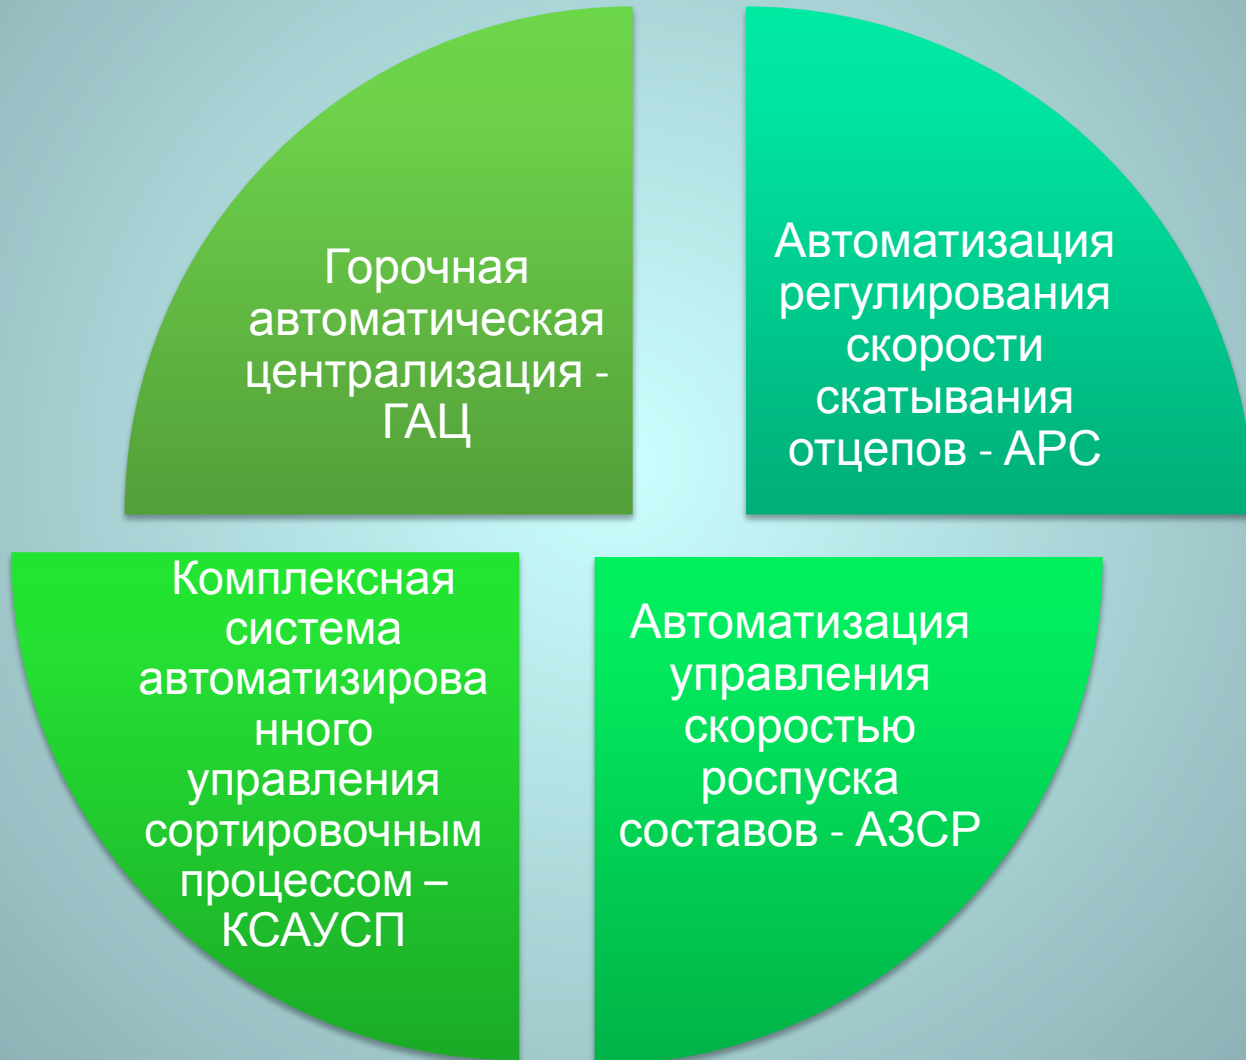 Горочная
автоматическая
централизация -
ГАЦ
Автоматизация
регулирования
скорости
скатывания
отцепов - АРС
Комплексная
система
автоматизирова
нного
управления
сортировочным
процессом –
КСАУСП
Автоматизация
управления
скоростью
роспуска
составов - АЗСР